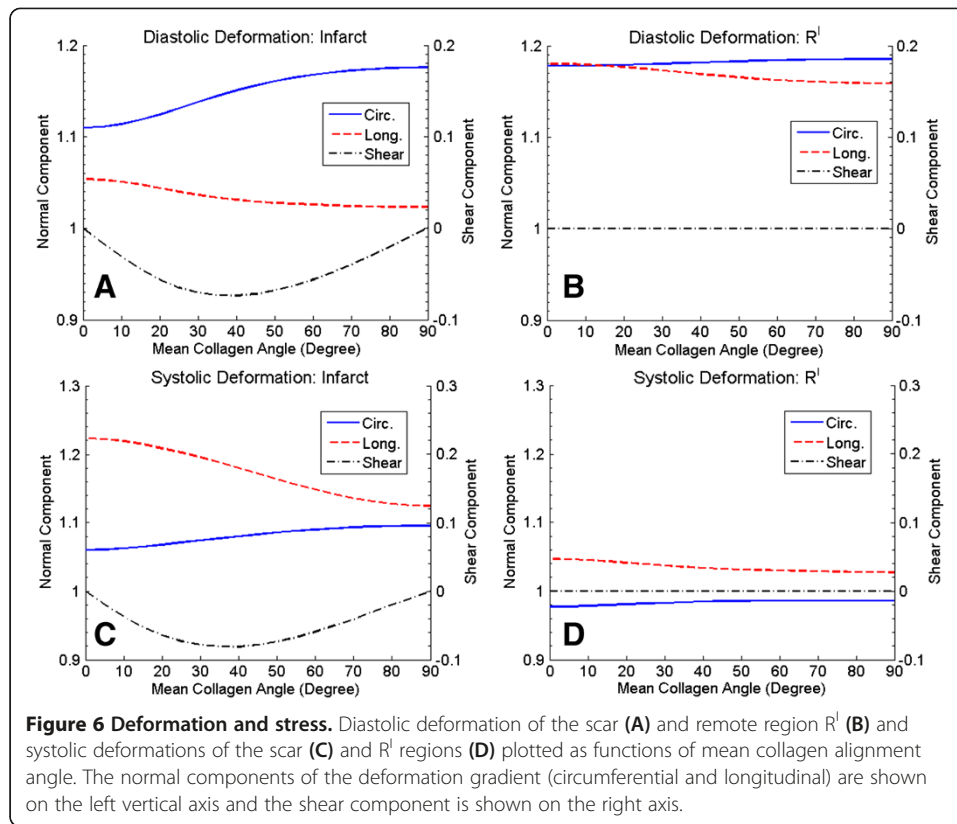 Diastolic Deformation: Infarct
A
1.2
1.1
1
0.9
Normal Component
0.2
0.1
0
-0.1
Shear Component
Circ.
Long.
Shear
0 10 20 30 40 50 60 70 80 90
Mean Collagen Angle (Degree)
Diastolic Deformation: R^I
B
1.2
1.1
1
0.9
Normal Component
0.2
0.1
0
-0.1
Shear Component
Circ.
Long.
Shear
0 10 20 30 40 50 60 70 80 90
Mean Collagen Angle (Degree)
Systolic Deformation: Infarct
C
1.3
1.2
1.1
1
0.9
Normal Component
0.3
0.2
0.1
0
-0.1
Shear Component
Circ.
Long.
Shear
0 10 20 30 40 50 60 70 80 90
Mean Collagen Angle (Degree)
Systolic Deformation: R^I
D
1.3
1.2
1.1
1
0.9
Normal Component
0.3
0.2
0.1
0
-0.1
Shear Component
Circ.
Long.
Shear
0 10 20 30 40 50 60 70 80 90
Mean Collagen Angle (Degree)
Figure 6 Deformation and stress. Diastolic deformation of the scar (A) and remote region R^I (B) and
systolic deformations of the scar (C) and R^I regions (D) plotted as functions of mean collagen alignment
angle. The normal components of the deformation gradient (circumferential and longitudinal) are shown
on the left vertical axis and the shear component is shown on the right axis.